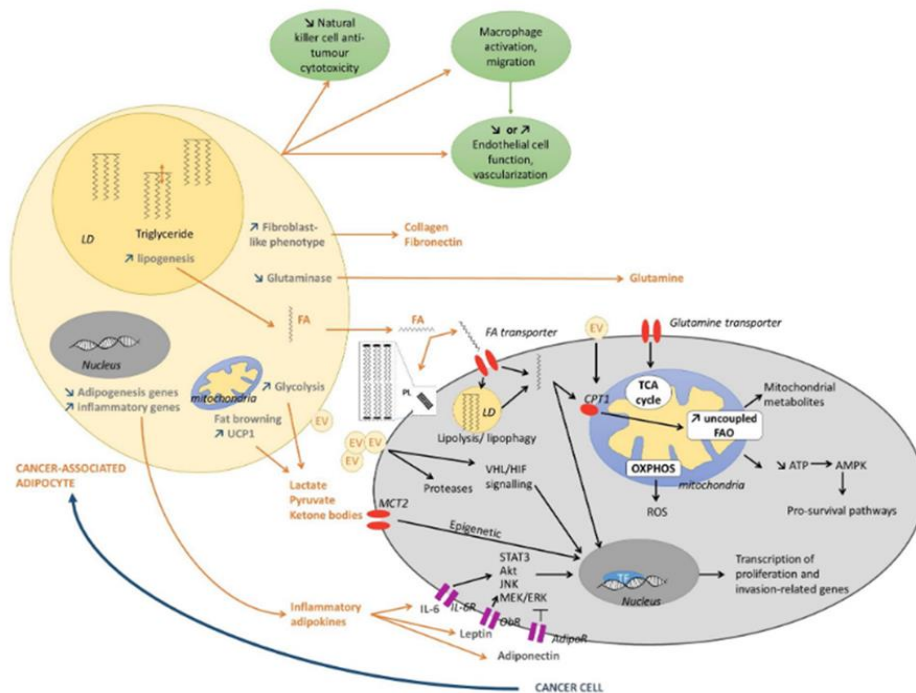 ↘ Natural
killer cell anti-
tumour
cytotoxicity
Macrophage
activation,
migration
↘ or ↗
Endothelial cell
function,
vascularization
LD
Triglyceride
↗ lipogenesis
↗ Fibroblast-
like phenotype
Collagen
Fibronectin
↘ Glutaminase
Glutamine
FA
FA
FA transporter
EV
Glutamine transporter
Nucleus
↘ Adipogenesis genes
↗ inflammatory genes
mitochondria
↗ Glycolysis
Fat browning
↗ UCP1
EV
PL
LD
Lipolysis/ lipophagy
CPT1
TCA
cycle
↗ uncoupled
FAO
OXPHOS
mitochondria
ROS
Mitochondrial
metabolites
↘ ATP
AMPK
Pro-survival pathways
EV
EV
EV
Proteases
VHL/HIF
signalling
CANCER-ASSOCIATED
ADIPOCYTE
Lactate
Pyruvate
Ketone bodies
MCT2
Epigenetic
STAT3
Akt
JNK
MEK/ERK
TF
Nucleus
Transcription of
proliferation and
invasion-related genes
Inflammatory
adipokines
IL-6
IL-6R
ObR
AdipoR
Leptin
Adiponectin
CANCER CELL